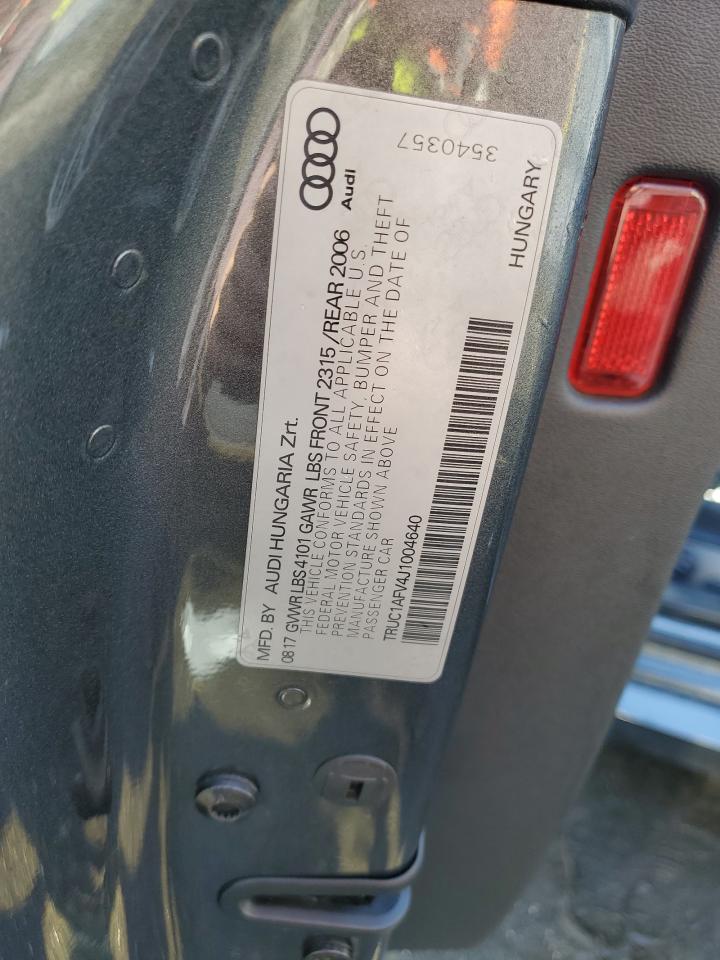 Audi
3540357
HUNGARY
MFD. BY AUDI HUNGARIA Zrt.
0817 GVWR LBS 4101 GAWR LBS FRONT 2315 /REAR 2006
THIS VEHICLE CONFORMS TO ALL APPLICABLE U.S.
FEDERAL MOTOR VEHICLE SAFETY, BUMPER AND THEFT
PREVENTION STANDARDS IN EFFECT ON THE DATE OF
MANUFACTURE SHOWN ABOVE
PASSENGER CAR
TRUC1AFV4J1004640